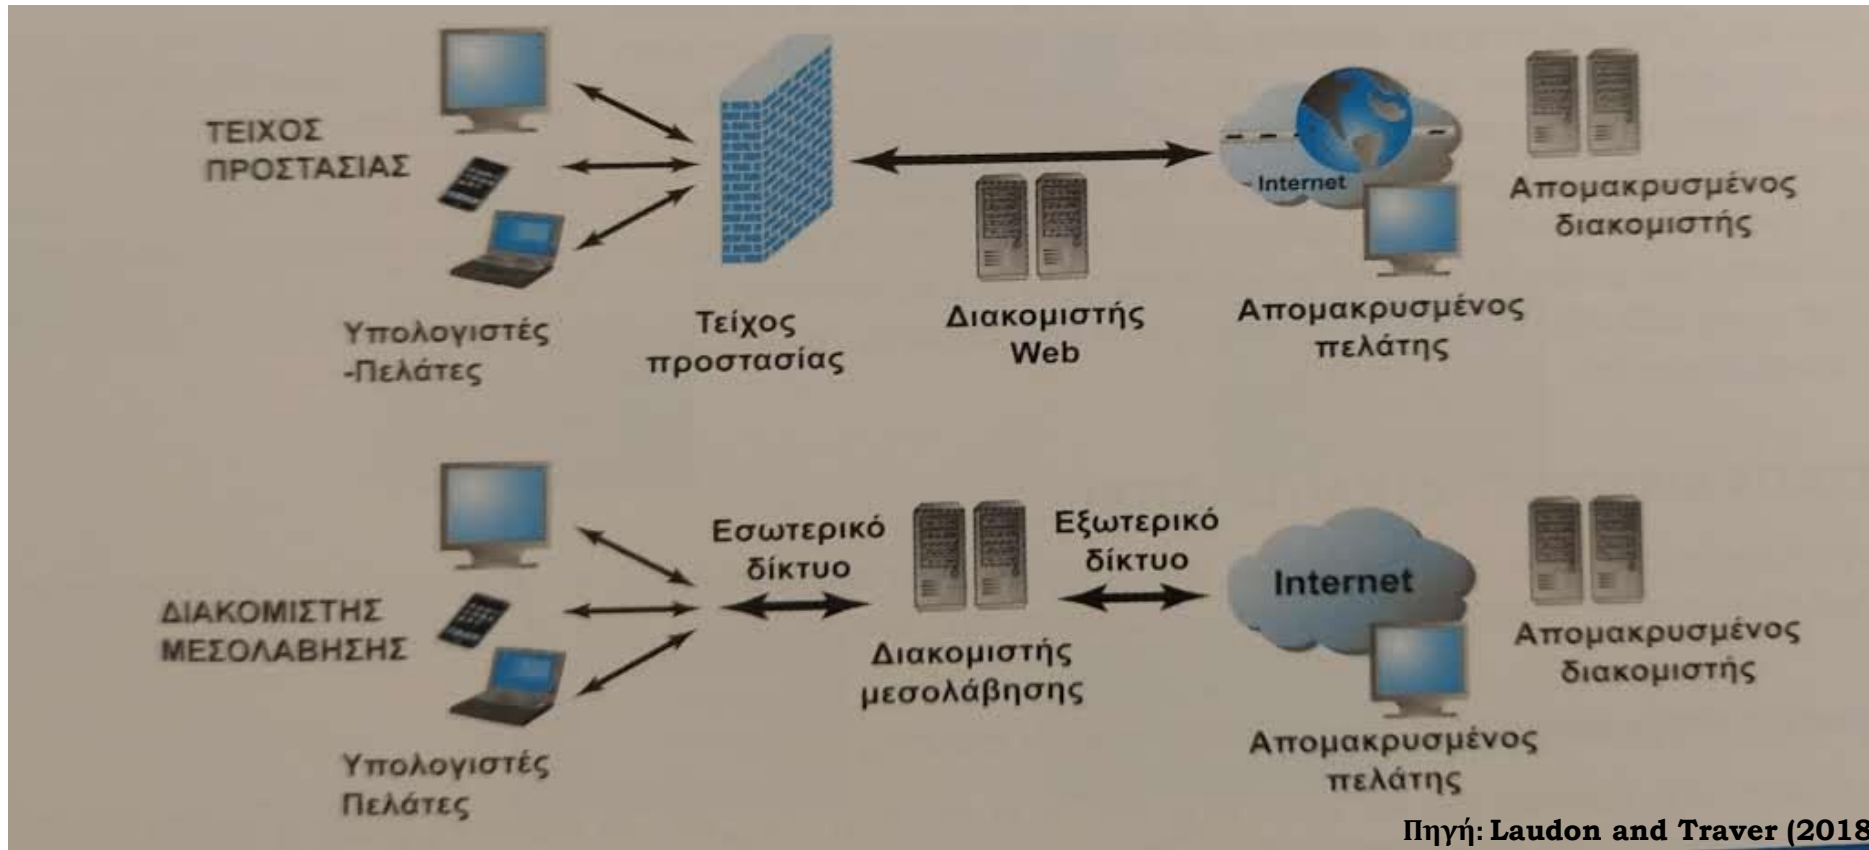 ΤΕΙΧΟΣ
ΠΡΟΣΤΑΣΙΑΣ
Υπολογιστές
-Πελάτες
Τείχος
προστασίας
Διακομιστής
Web
Internet
Απομακρυσμένος
πελάτης
Απομακρυσμένος
διακομιστής
ΔΙΑΚΟΜΙΣΤΗΣ
ΜΕΣΟΛΑΒΗΣΗΣ
Υπολογιστές
Πελάτες
Εσωτερικό
δίκτυο
Διακομιστής
μεσολάβησης
Εξωτερικό
δίκτυο
Internet
Απομακρυσμένος
πελάτης
Απομακρυσμένος
διακομιστής
Πηγή: Laudon and Traver (2018